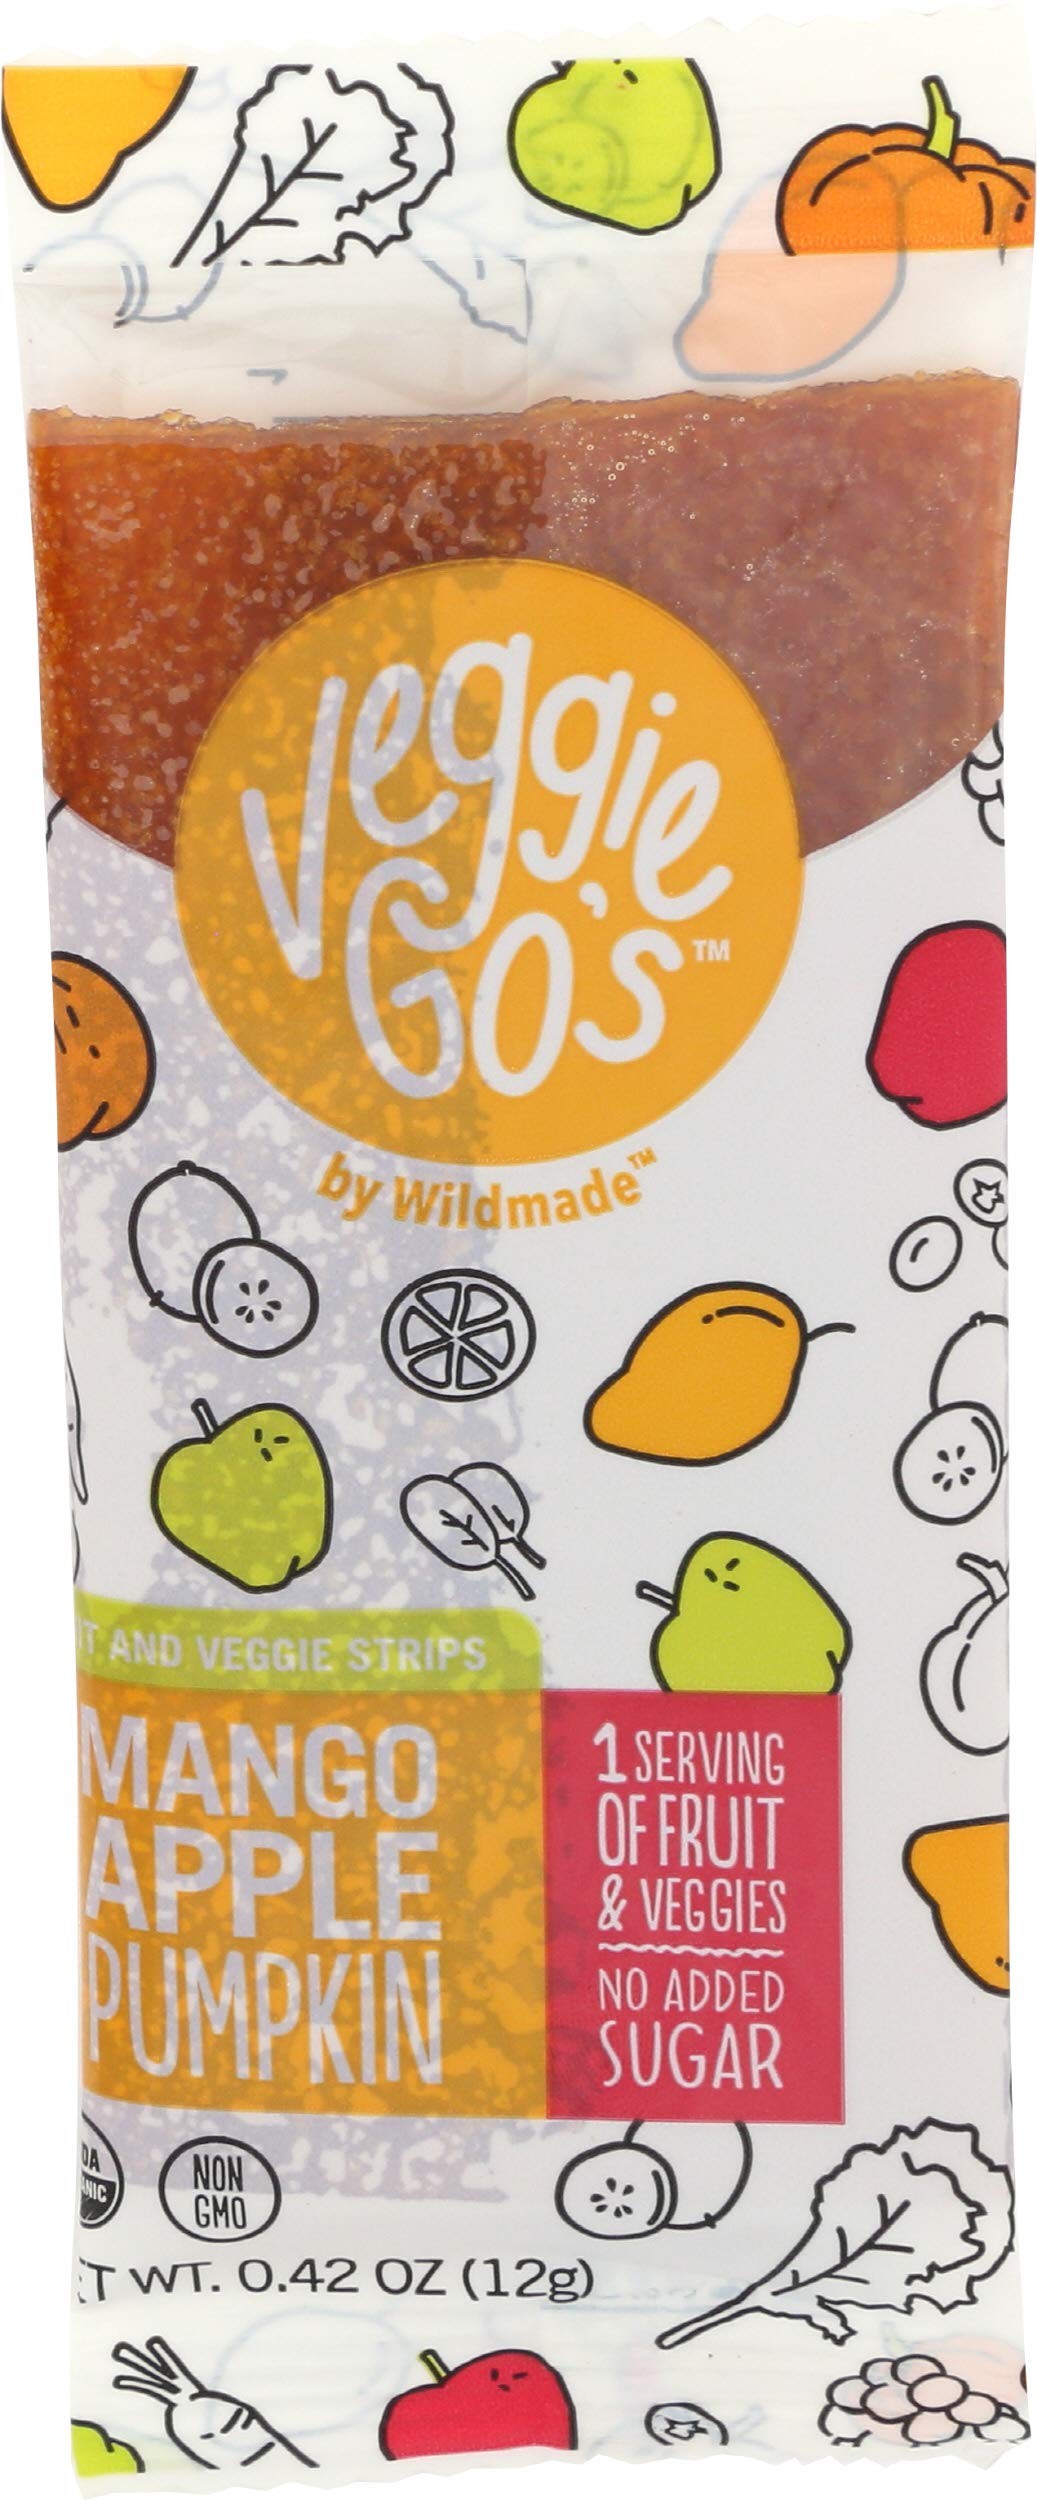 Veggie
Go's™
by Wildmade™
AND VEGGIE STRIPS
MANGO
APPLE
PUMPKIN
1 SERVING
OF FRUIT
& VEGGIES
NO ADDED
SUGAR
NON
GMO
WT. 0.42 OZ (12g)